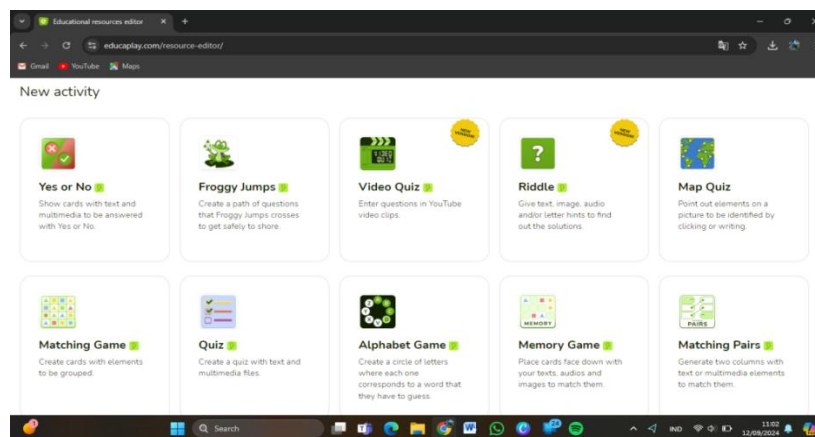 Educational resources editor
educaplay.com/resource-editor/
Gmail YouTube Maps
New activity
NEW VERSION!
NEW VERSION!
Yes or No
Show cards with text and
multimedia to be answered
with Yes or No.
Froggy Jumps
Create a path of questions
that Froggy Jumps crosses
to get safely to shore.
Video Quiz
Enter questions in YouTube
video clips.
Riddle
Give text, image, audio
and/or letter hints to find
out the solutions.
Map Quiz
Point out elements on a
picture to be identified by
clicking or writing.
MEMORY
PAIRS
Matching Game
Create cards with elements
to be grouped.
Quiz
Create a quiz with text and
multimedia files.
Alphabet Game
Create a circle of letters
where each one
corresponds to a word that
they have to guess.
Memory Game
Place cards face down with
your texts, audios and
images to match them.
Matching Pairs
Generate two columns with
text or multimedia elements
to match them.
Search
IND
11:02
12/09/2024